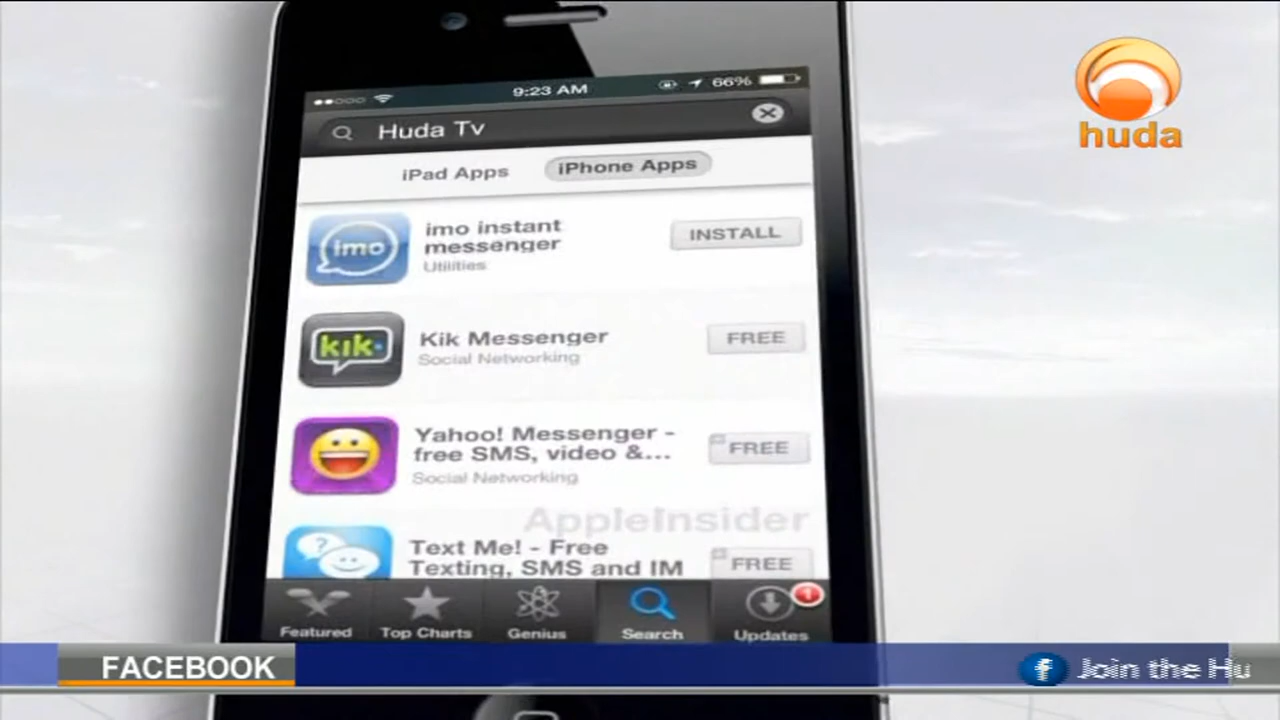 9:23 AM
66%
Huda Tv
huda
iPad Apps
iPhone Apps
imo
imo instant
messenger
Utilities
INSTALL
kik
Kik Messenger
Social Networking
FREE
Yahoo! Messenger -
free SMS, video &...
Social Networking
FREE
AppleInsider
Text Me! - Free
Texting, SMS and IM
FREE
Featured
Top Charts
Genius
Search
Updates
1
FACEBOOK
f Join the Hu